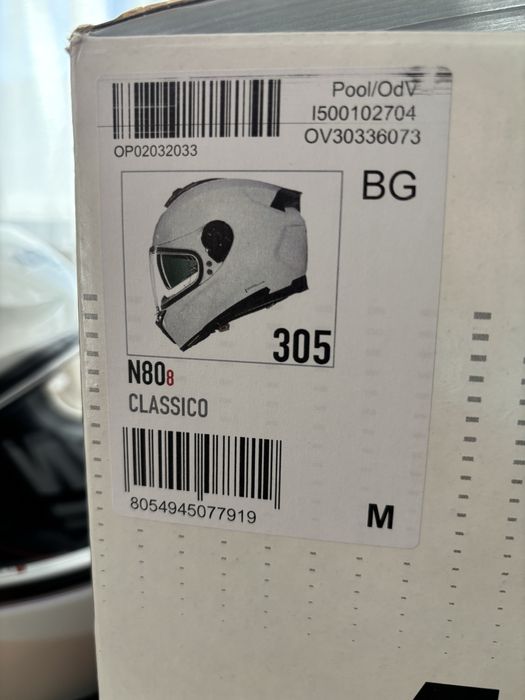 Pool/OdV
I500102704
OV30336073
OP02032033
BG
305
N808
CLASSICO
8054945077919
M